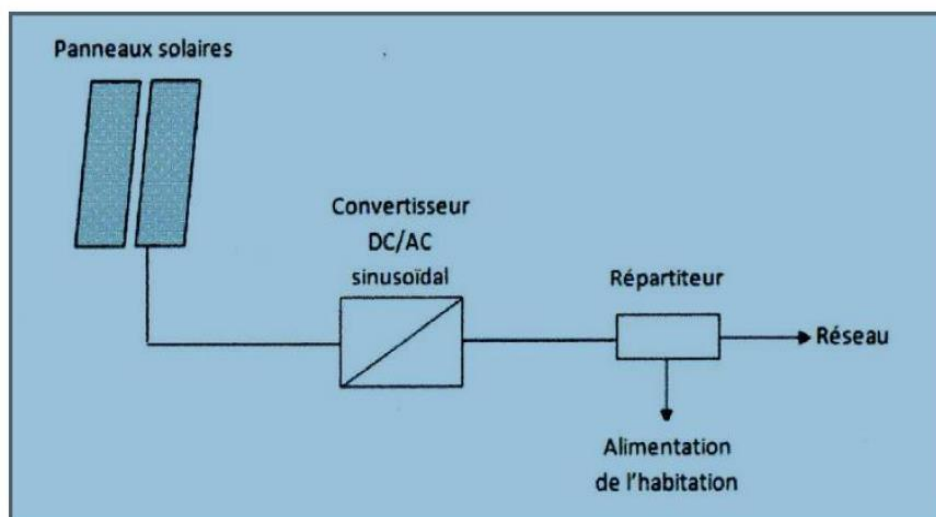 Panneaux solaires
Convertisseur
DC/AC
sinusoïdal
Répartiteur
Réseau
Alimentation
de l'habitation